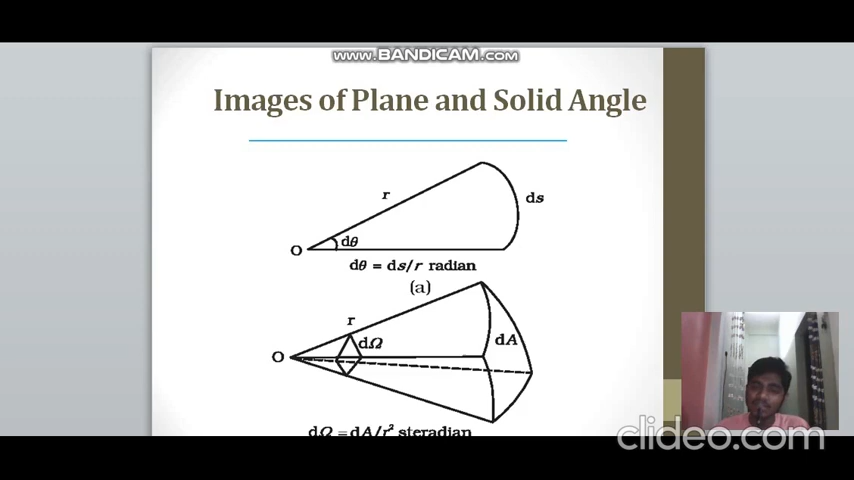 www.BANDICAM.com
Images of Plane and Solid Angle
r
ds
O
dθ
dθ = ds/r radian
(a)
r
dΩ
dA
O
dΩ = dA/r² steradian
clideo.com